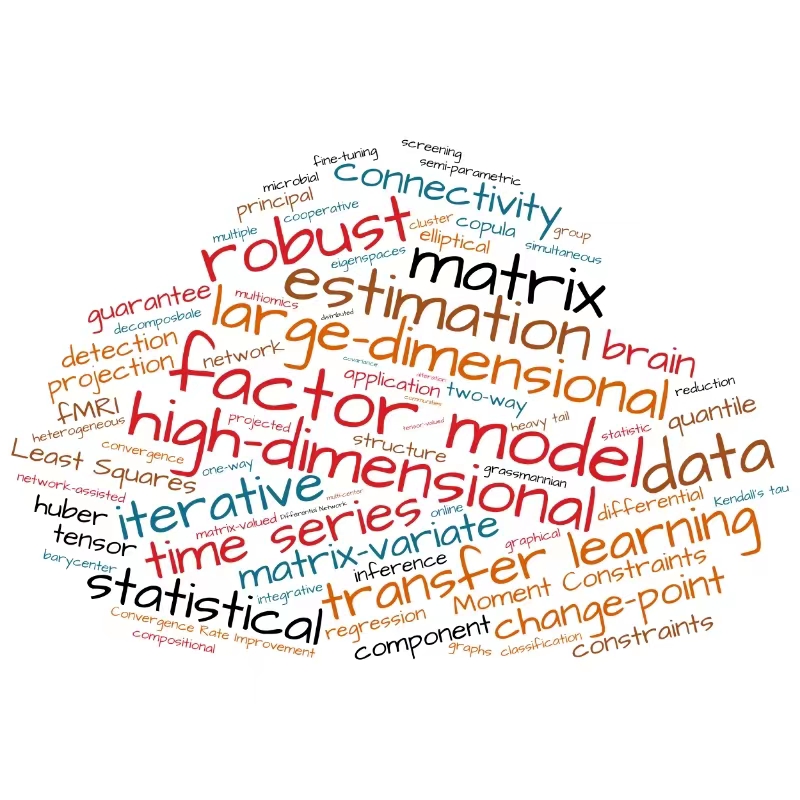 screening
fine-tuning
semi-parametric
microbial
connectivity
principal
cooperative
multiple
robust
cluster
copula
group
elliptical
simultaneous
eigenspaces
matrix
guarantee
multiomics
estimation
decomposbale
distributed
large-dimensional
detection
projection
network
covariance
brain
factor model
application
alteration
two-way
reduction
communities
fMRI
heterogeneous
high-dimensional
projected
tensor-valued
heavy tail
statistic
quantile
convergence
structure
data
Least Squares
one-way
grassmannian
network-assisted
iterative
multi-center
differential
Kendall's tau
huber
matrix-valued
Differential Network
online
tensor
time series
graphical
matrix-variate
transfer learning
barycenter
inference
integrative
Moment Constraints
statistical
change-point
Convergence Rate Improvement
regression
component
compositional
graphs
classification
constraints